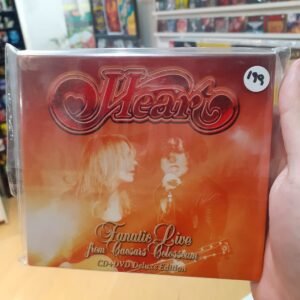 Heart
199
Fanatic Live
from Caesars Colosseum
CD+DVD Deluxe Edition